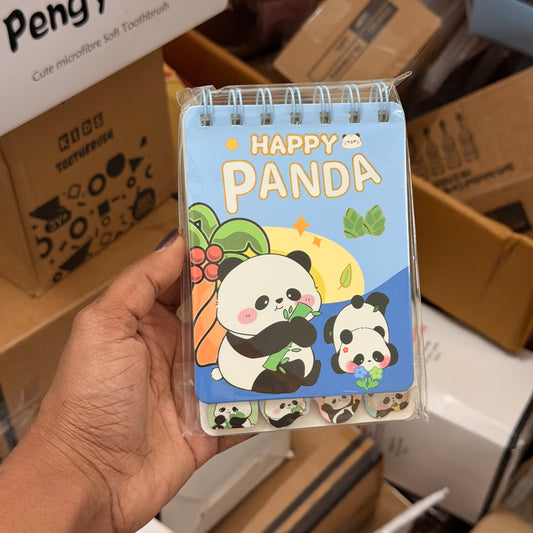 Peng
Cute microfibre Soft Toothbrush
KIDS
TOOTHBRUSH
HAPPY
PANDA